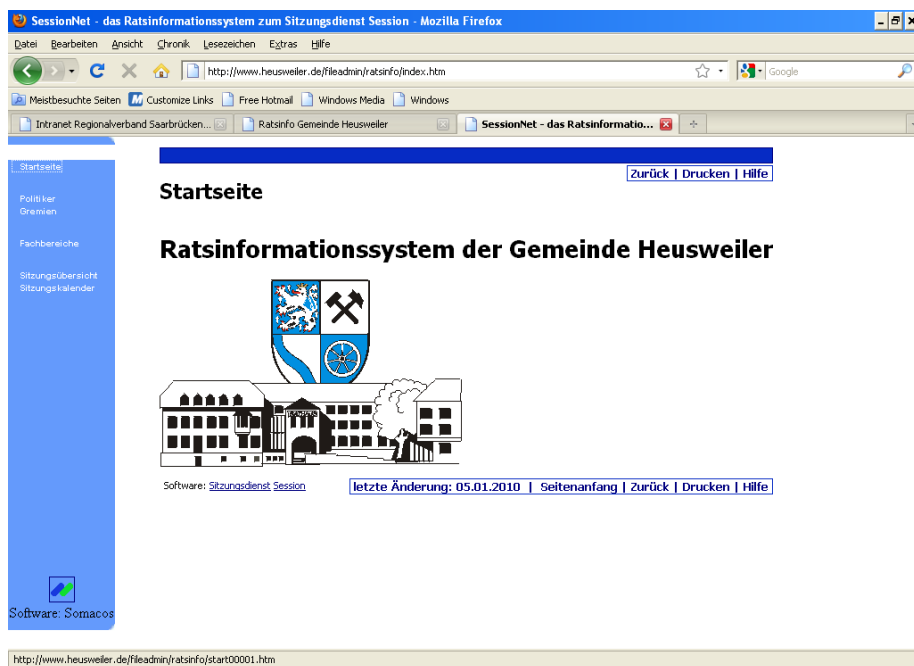 SessionNet - das Ratsinformationssystem zum Sitzungsdienst Session - Mozilla Firefox
Datei Bearbeiten Ansicht Chronik Lesezeichen Extras Hilfe
http://www.heusweiler.de/fileadmin/ratsinfo/index.htm
Google
Meistbesuchte Seiten Customize Links Free Hotmail Windows Media Windows
Intranet Regionalverband Saarbrücken... Ratsinfo Gemeinde Heusweiler SessionNet - das Ratsinformatio...
Startseite
Politiker
Gremien
Fachbereiche
Sitzungsübersicht
Sitzungskalender
Zurück | Drucken | Hilfe
Startseite
Ratsinformationssystem der Gemeinde Heusweiler
RATHAUS
Software: Sitzungsdienst Session
letzte Änderung: 05.01.2010 | Seitenanfang | Zurück | Drucken | Hilfe
Software: Somacos
http://www.heusweiler.de/fileadmin/ratsinfo/start00001.htm